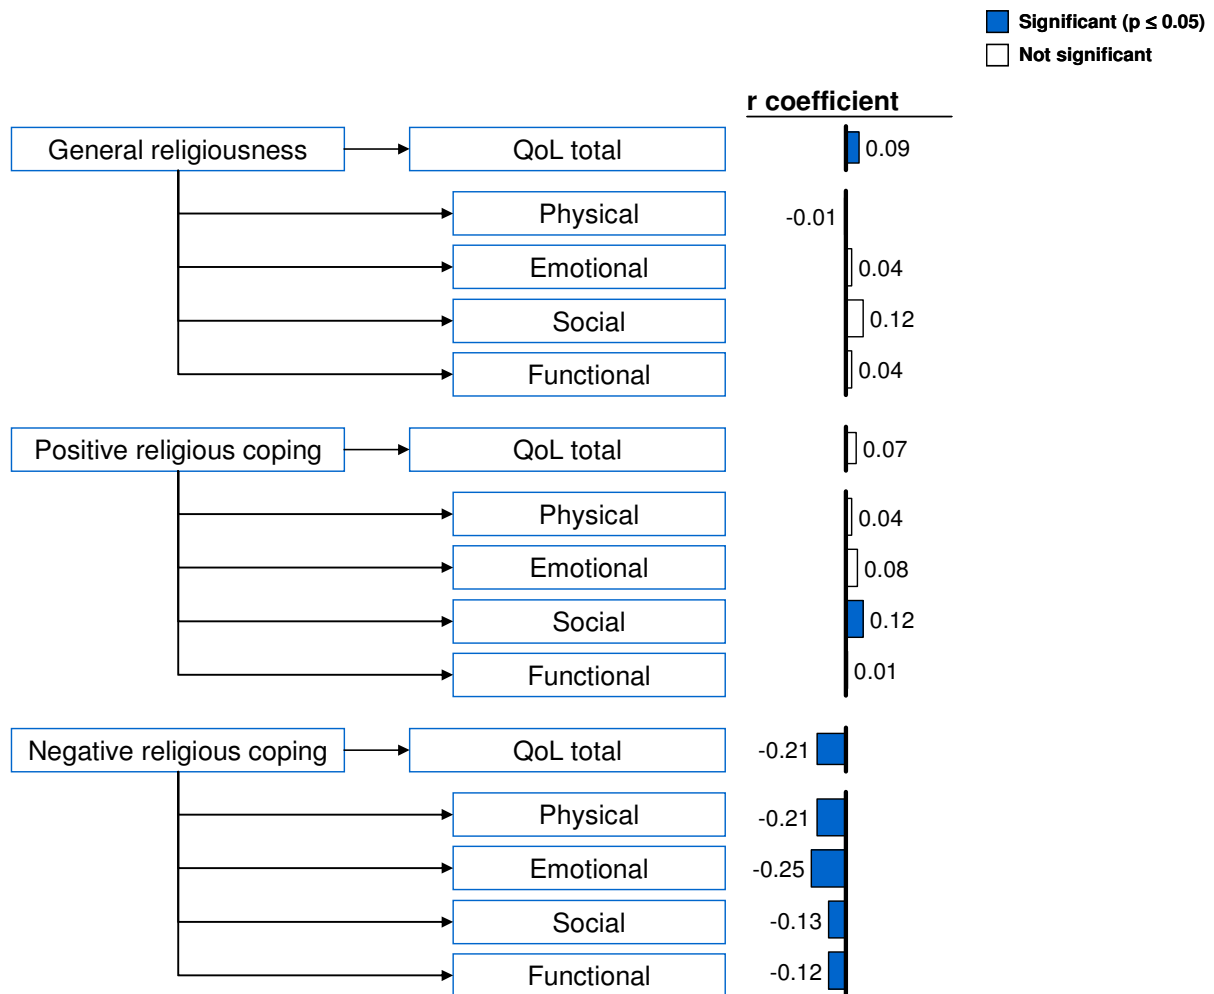 Significant (p ≤ 0.05)
Not significant
r coefficient
General religiousness
QoL total
0.09
Physical
-0.01
Emotional
0.04
Social
0.12
Functional
0.04
Positive religious coping
QoL total
0.07
Physical
0.04
Emotional
0.08
Social
0.12
Functional
0.01
Negative religious coping
QoL total
-0.21
Physical
-0.21
Emotional
-0.25
Social
-0.13
Functional
-0.12